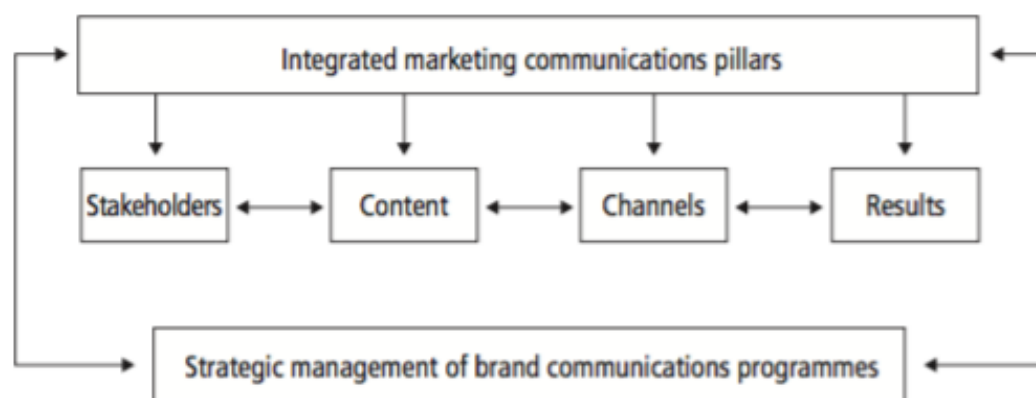 Integrated marketing communications pillars
Stakeholders
Content
Channels
Results
Strategic management of brand communications programmes